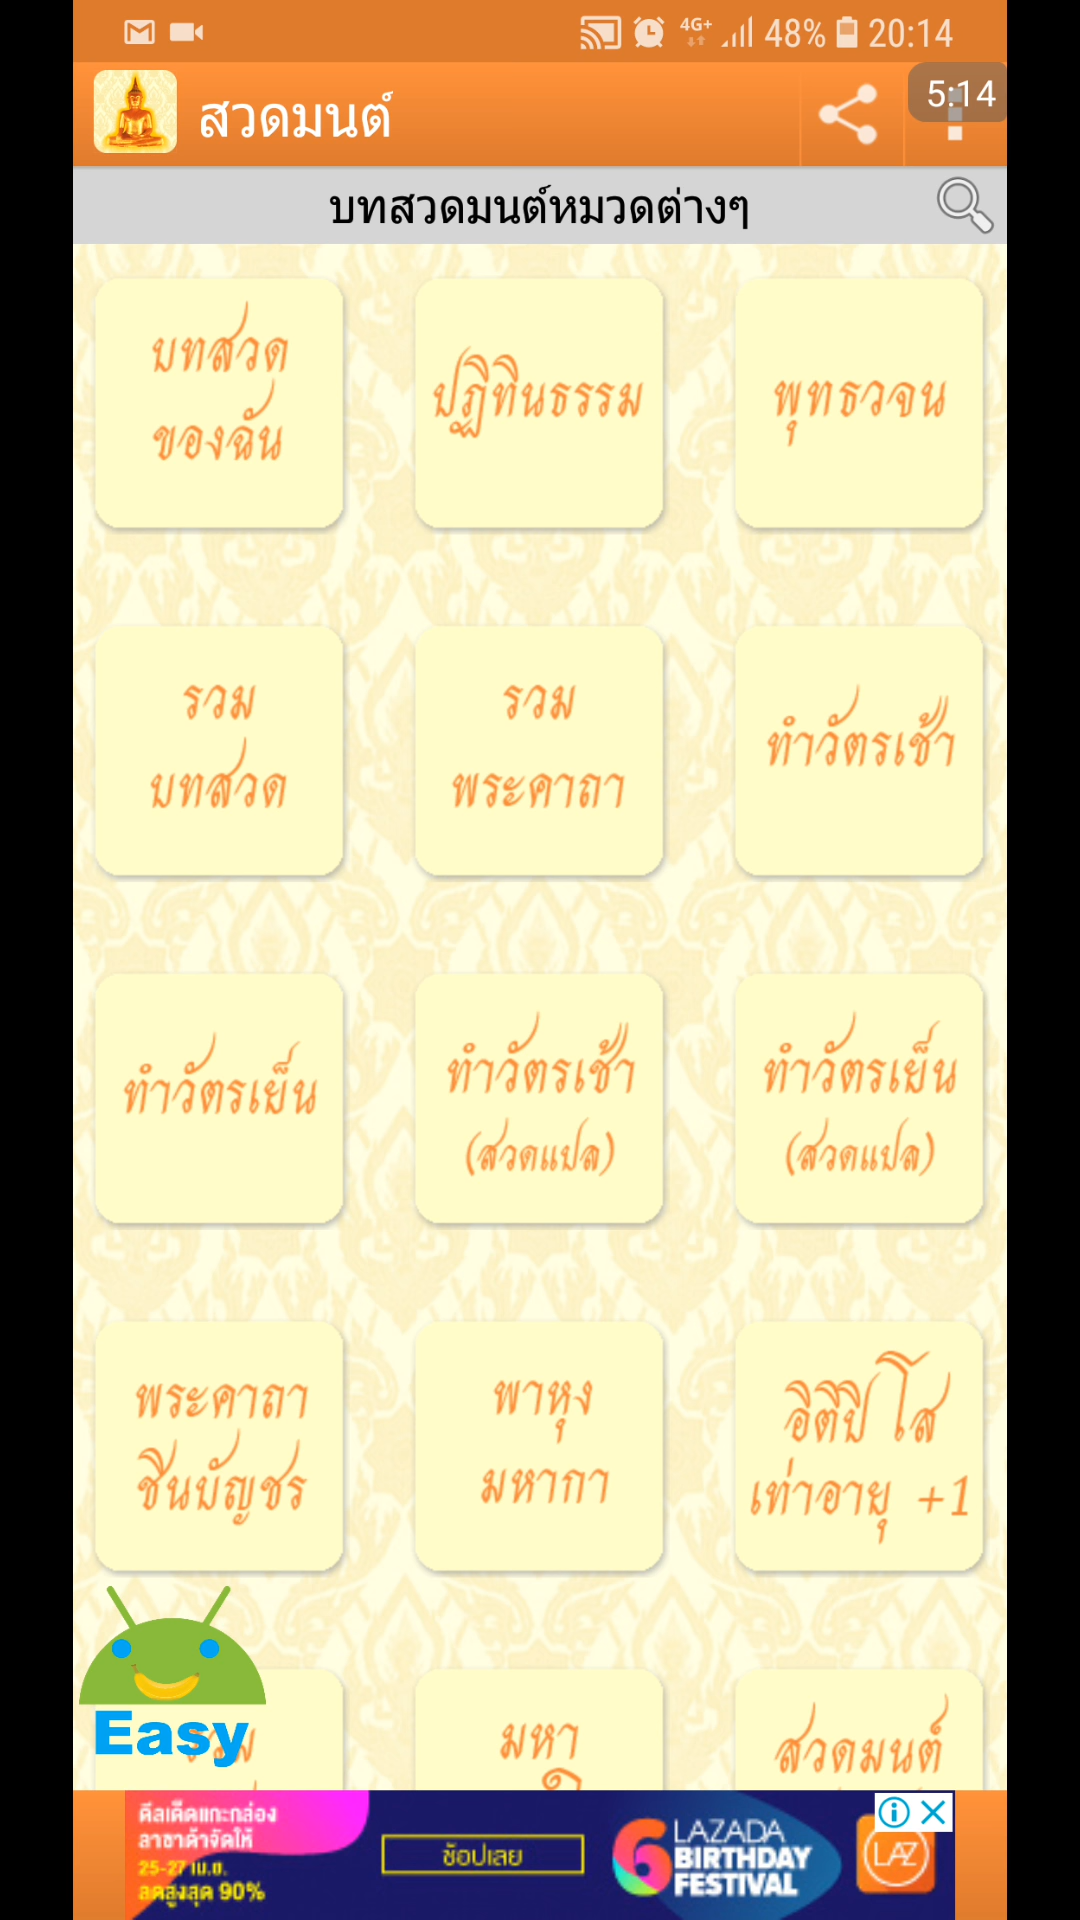 4G+ 48% 20:14
สวดมนต์
5:14
บทสวดมนต์หมวดต่างๆ
บทสวด
ของฉัน
ปฏิทินธรรม
พุทธวจน
รวม
บทสวด
รวม
พระคาถา
ทำวัตรเช้า
ทำวัตรเย็น
ทำวัตรเช้า
(สวดแปล)
ทำวัตรเย็น
(สวดแปล)
พระคาถา
ชินบัญชร
พาหุง
มหากา
อิติปิโส
เท่าอายุ +1
Easy
มหา
สวดมนต์
ดีลเด็ดแกะกล่อง
ลาซาด้าจัดให้
25-27 เม.ย.
ลดสูงสุด 90%
ช้อปเลย
6 LAZADA
BIRTHDAY
FESTIVAL
LAZ